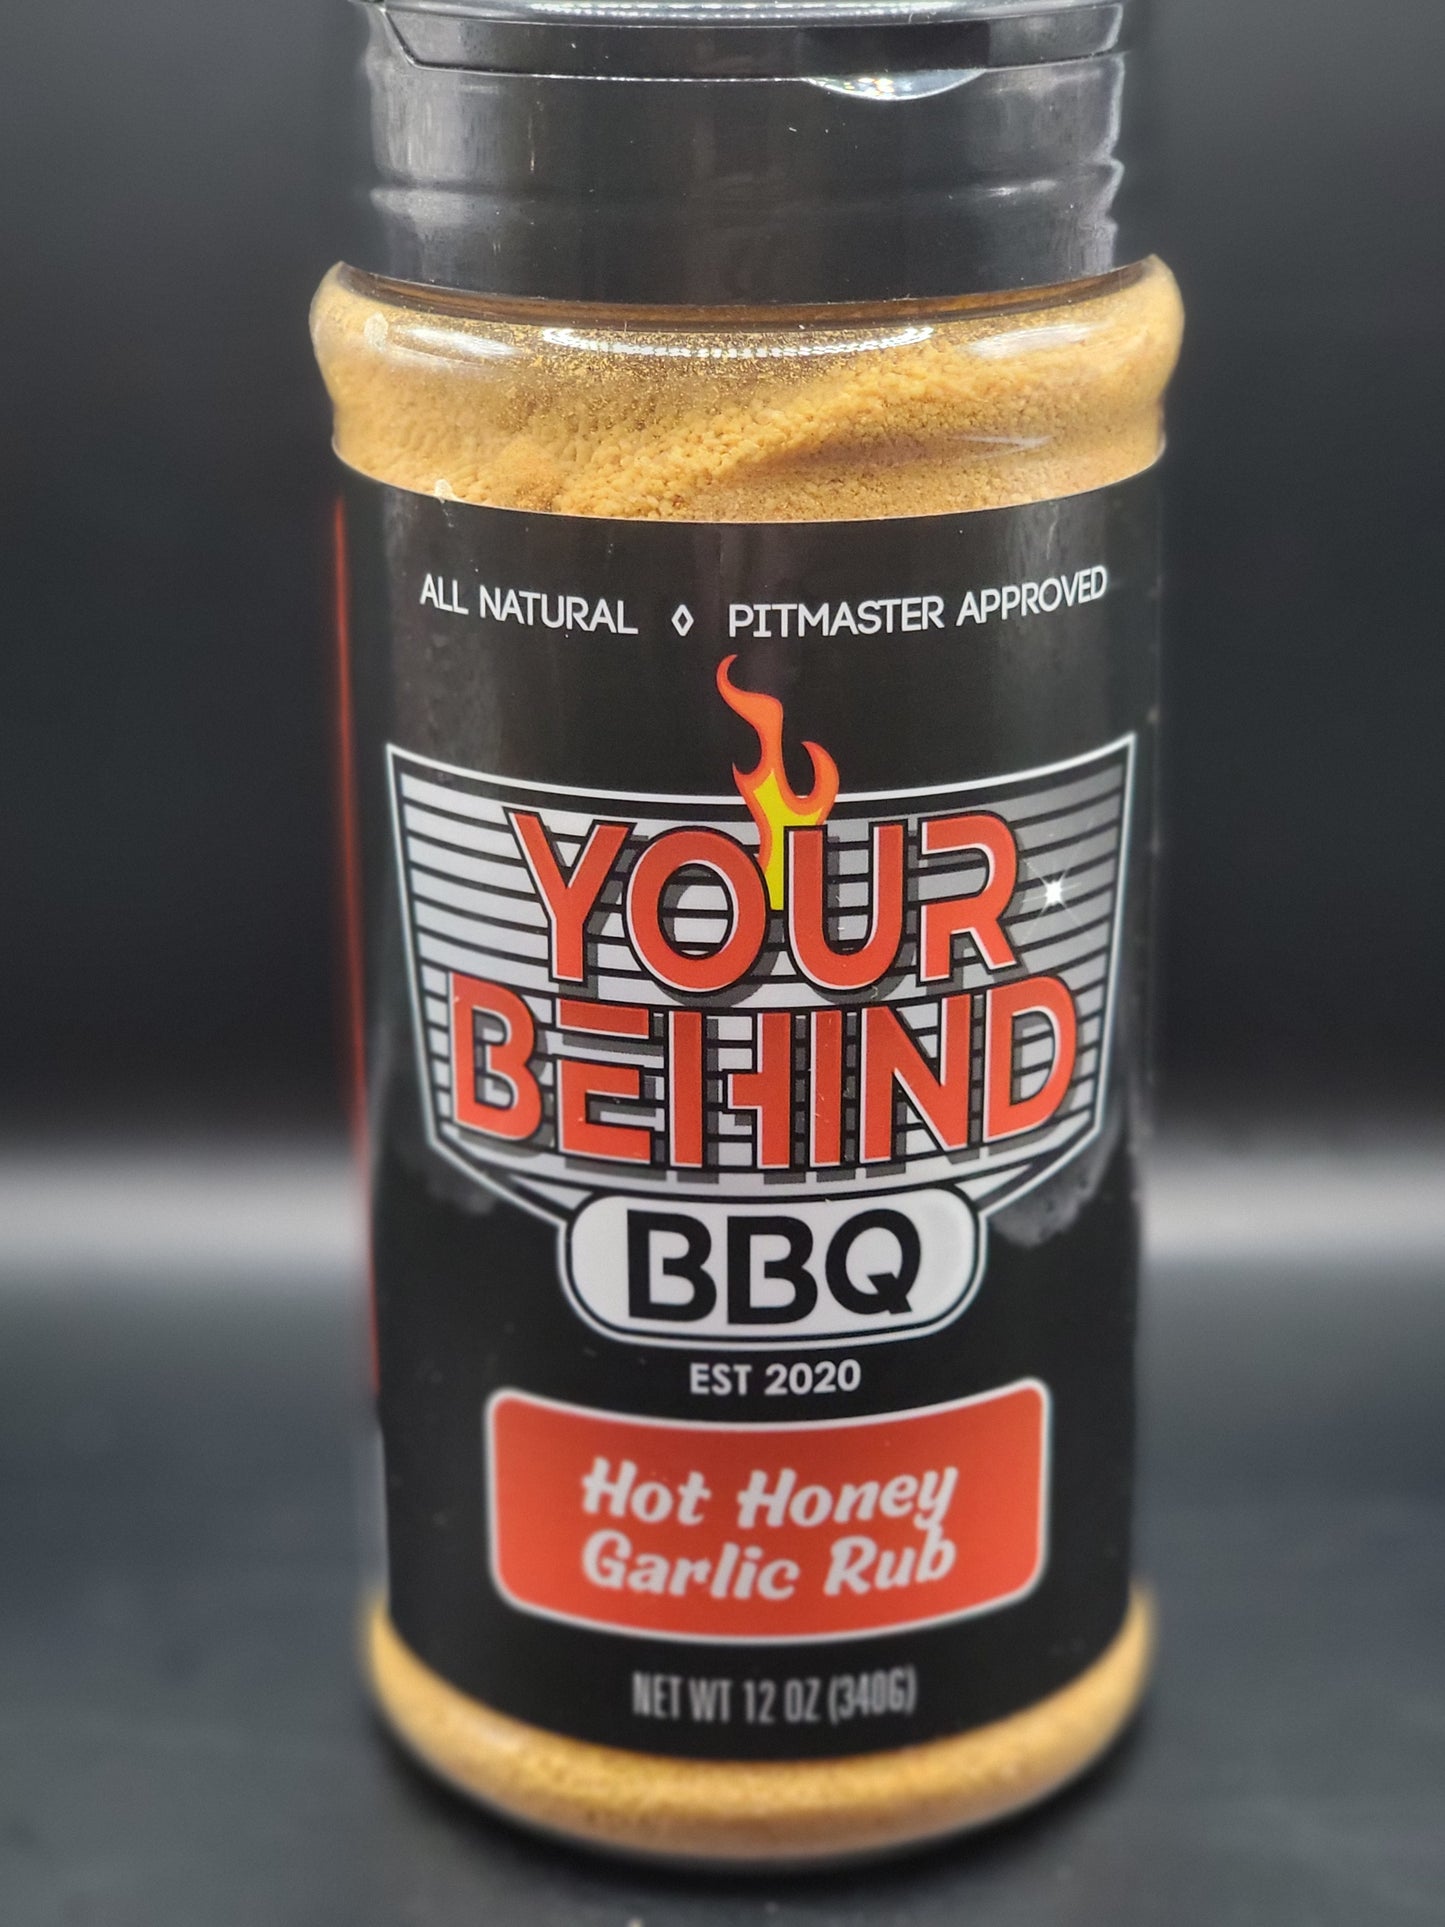 ALL NATURAL ◊ PITMASTER APPROVED
YOUR
BEHIND
BBQ
EST 2020
Hot Honey
Garlic Rub
NET WT 12 OZ (340G)